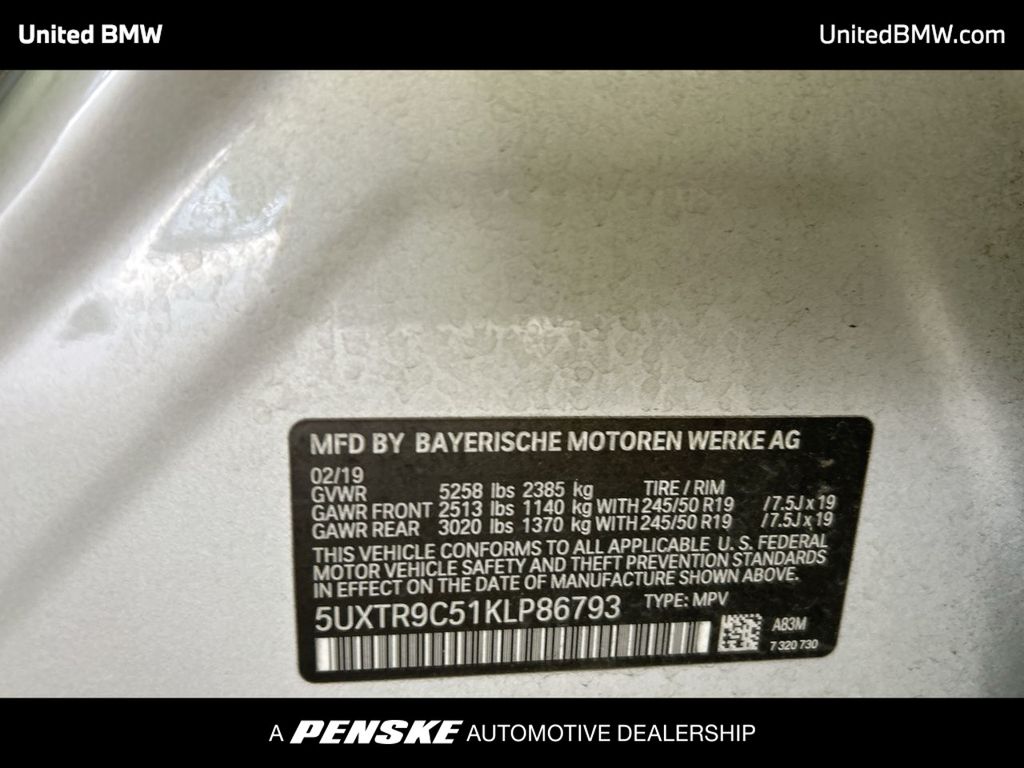 United BMW
UnitedBMW.com
MFD BY BAYERISCHE MOTOREN WERKE AG
02/19
GVWR 5258 lbs 2385 kg TIRE / RIM
GAWR FRONT 2513 lbs 1140 kg WITH 245/50 R19 /7.5J x 19
GAWR REAR 3020 lbs 1370 kg WITH 245/50 R19 /7.5J x 19
THIS VEHICLE CONFORMS TO ALL APPLICABLE U. S. FEDERAL
MOTOR VEHICLE SAFETY AND THEFT PREVENTION STANDARDS
IN EFFECT ON THE DATE OF MANUFACTURE SHOWN ABOVE.
5UXTR9C51KLP86793 TYPE: MPV
A83M
7 320 730
A PENSKE AUTOMOTIVE DEALERSHIP